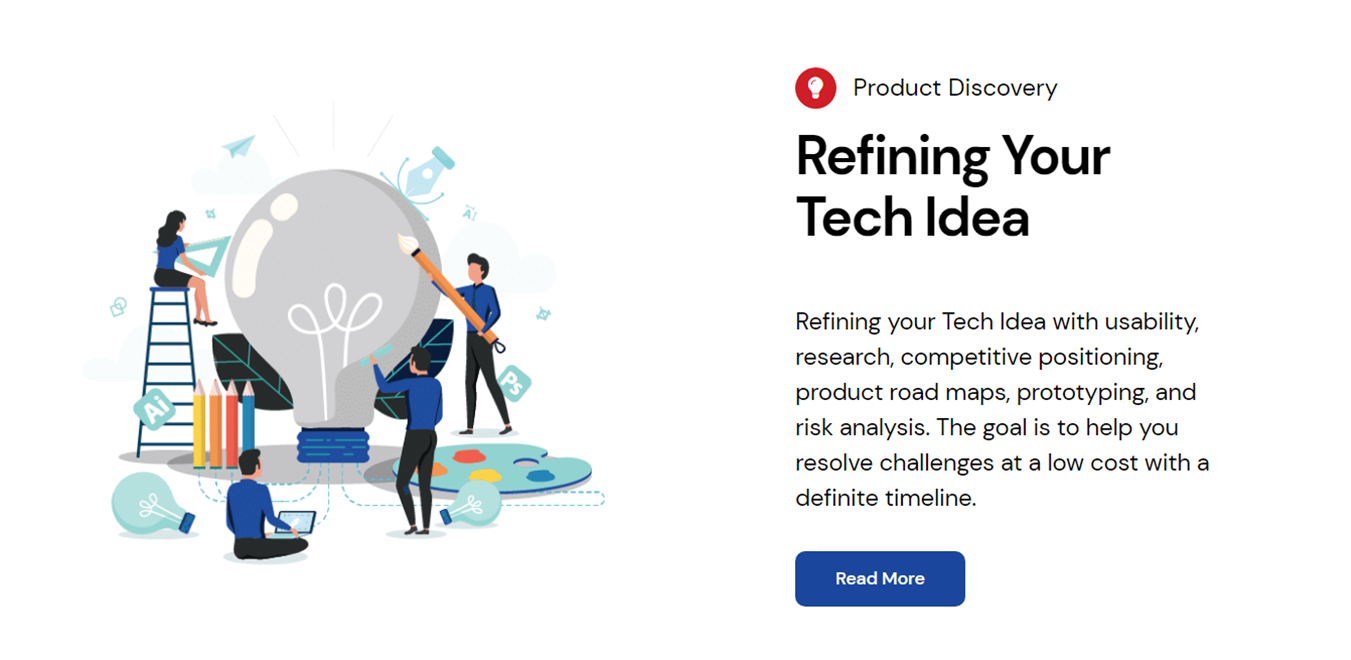 Product Discovery
Refining Your
Tech Idea
Refining your Tech Idea with usability,
research, competitive positioning,
product road maps, prototyping, and
risk analysis. The goal is to help you
resolve challenges at a low cost with a
definite timeline.
Read More
AI
Ai
Ps